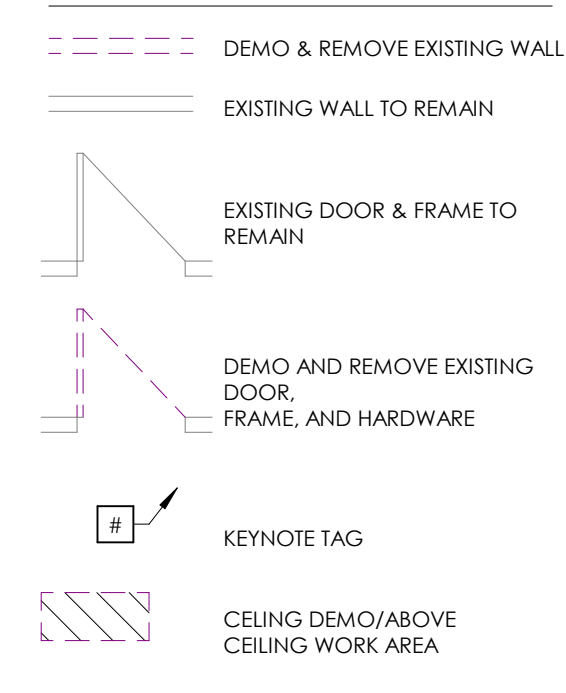 DEMO & REMOVE EXISTING WALL
EXISTING WALL TO REMAIN
EXISTING DOOR & FRAME TO
REMAIN
DEMO AND REMOVE EXISTING
DOOR,
FRAME, AND HARDWARE
#
KEYNOTE TAG
CELING DEMO/ABOVE
CEILING WORK AREA